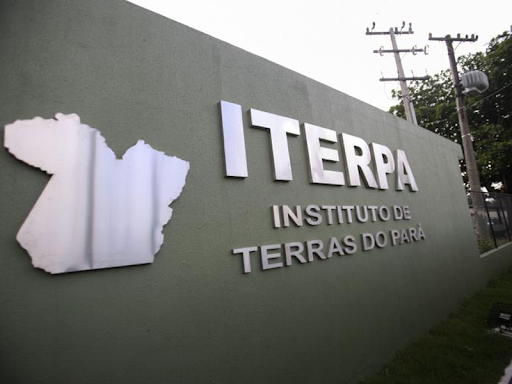 ITERPA
INSTITUTO DE
TERRAS DO PARÁ